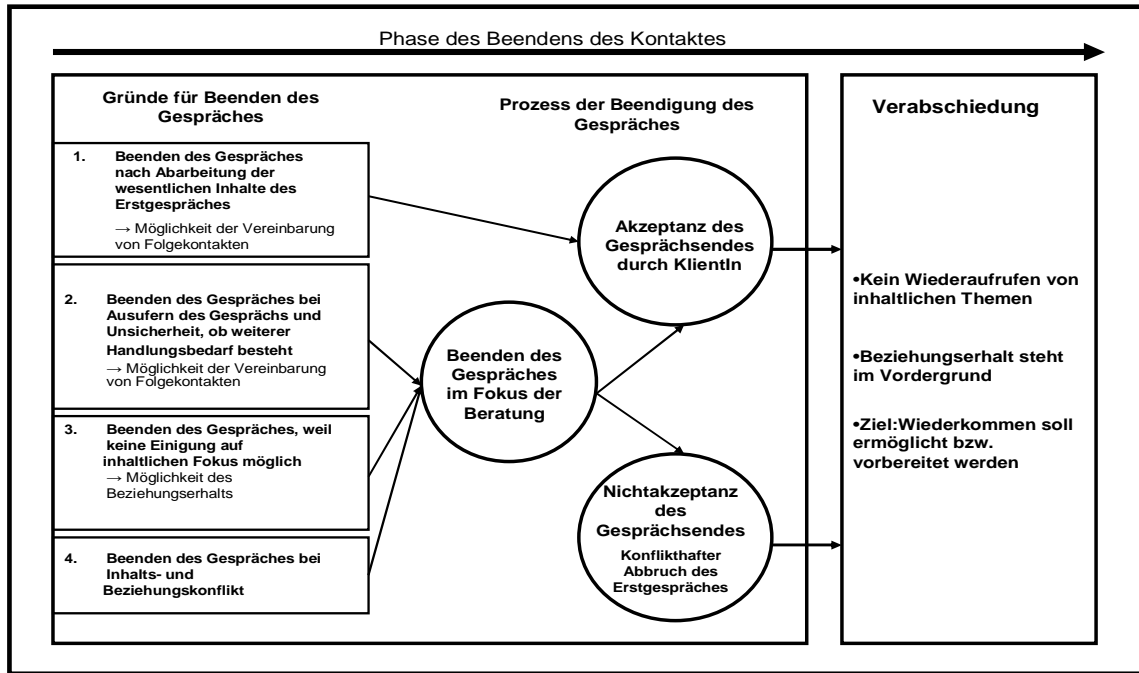 Phase des Beendens des Kontaktes
Gründe für Beenden des
Gespräches
1. Beenden des Gespräches
nach Abarbeitung der
wesentlichen Inhalte des
Erstgespräches
→ Möglichkeit der Vereinbarung
von Folgekontakten
2. Beenden des Gespräches bei
Ausufern des Gesprächs und
Unsicherheit, ob weiterer
Handlungsbedarf besteht
→ Möglichkeit der Vereinbarung
von Folgekontakten
3. Beenden des Gespräches, weil
keine Einigung auf
inhaltlichen Fokus möglich
→ Möglichkeit des
Beziehungserhalts
4. Beenden des Gespräches bei
Inhalts- und
Beziehungskonflikt
Prozess der Beendigung des
Gespräches
Beenden des
Gespräches
im Fokus der
Beratung
Akzeptanz des
Gesprächsendes
durch KlientIn
Nichtakzeptanz
des
Gesprächsendes
Konflikthafter
Abbruch des
Erstgespräches
Verabschiedung
•Kein Wiederaufrufen von
inhaltlichen Themen
•Beziehungserhalt steht
im Vordergrund
•Ziel:Wiederkommen soll
ermöglicht bzw.
vorbereitet werden